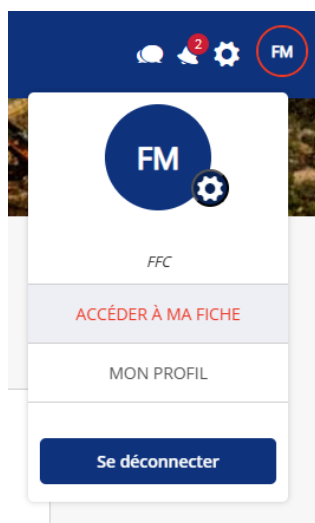 2
FM
FM
FFC
ACCÉDER À MA FICHE
MON PROFIL
Se déconnecter